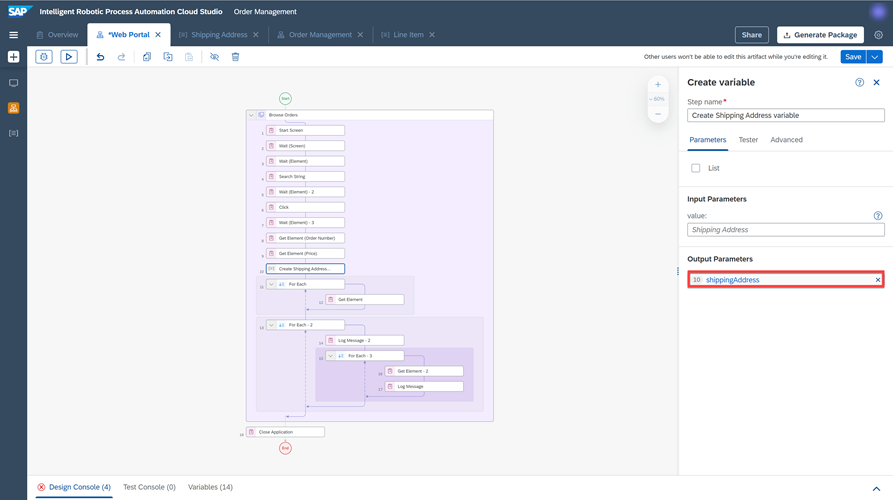 SAP Intelligent Robotic Process Automation Cloud Studio Order Management
Overview *Web Portal Shipping Address Order Management Line Item Share Generate Package
Other users won't be able to edit this artifact while you're editing it. Save
Start
60%
Browse Orders
1 Start Screen
2 Wait (Screen)
3 Wait (Element)
4 Search String
5 Wait (Element) - 2
6 Click
7 Wait (Element) - 3
8 Get Element (Order Number)
9 Get Element (Price)
10 Create Shipping Address...
11 For Each
12 Get Element
13 For Each - 2
14 Log Message - 2
15 For Each - 3
16 Get Element - 2
17 Log Message
18 Close Application
End
Create variable
Step name*
Create Shipping Address variable
Parameters Tester Advanced
List
Input Parameters
value:
Shipping Address
Output Parameters
10 shippingAddress
Design Console (4) Test Console (0) Variables (14)